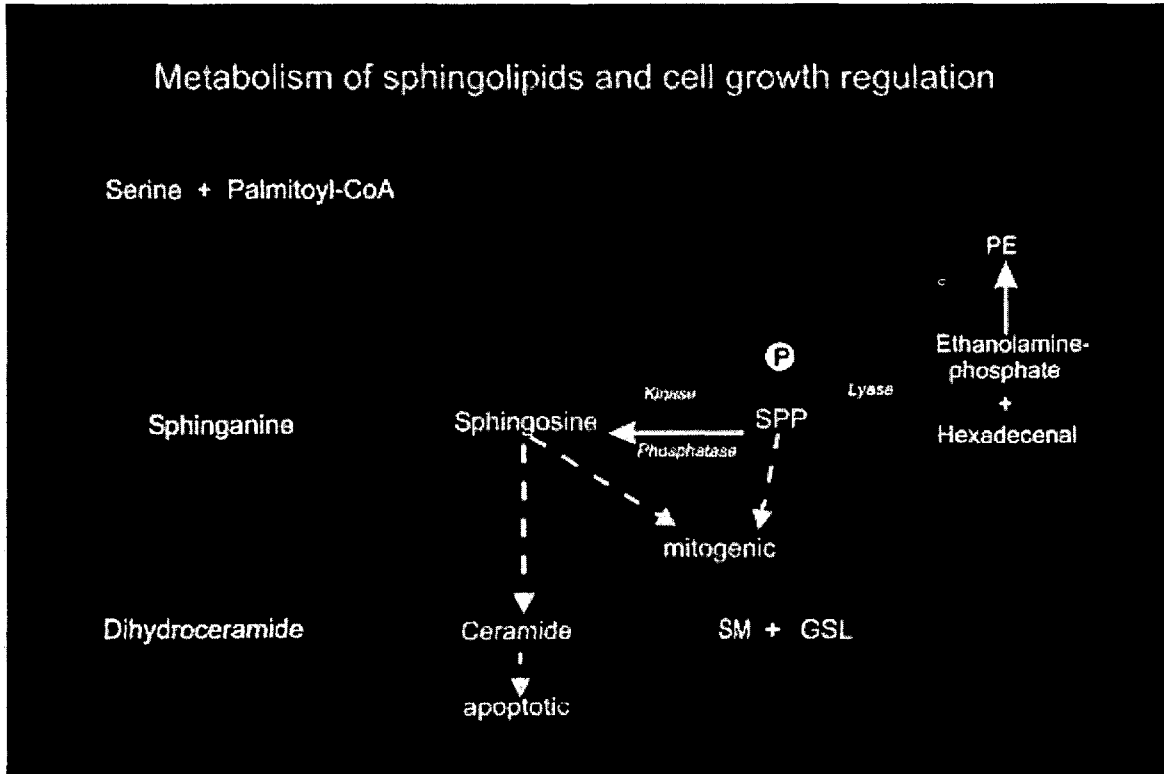 Metabolism of sphingolipids and cell growth regulation
Serine + Palmitoyl-CoA
PE
c
P
Ethanolamine-
phosphate
+
Hexadecenal
Kinase
Lyase
Sphinganine
Sphingosine
SPP
Phosphatase
mitogenic
Dihydroceramide
Ceramide
SM + GSL
apoptotic